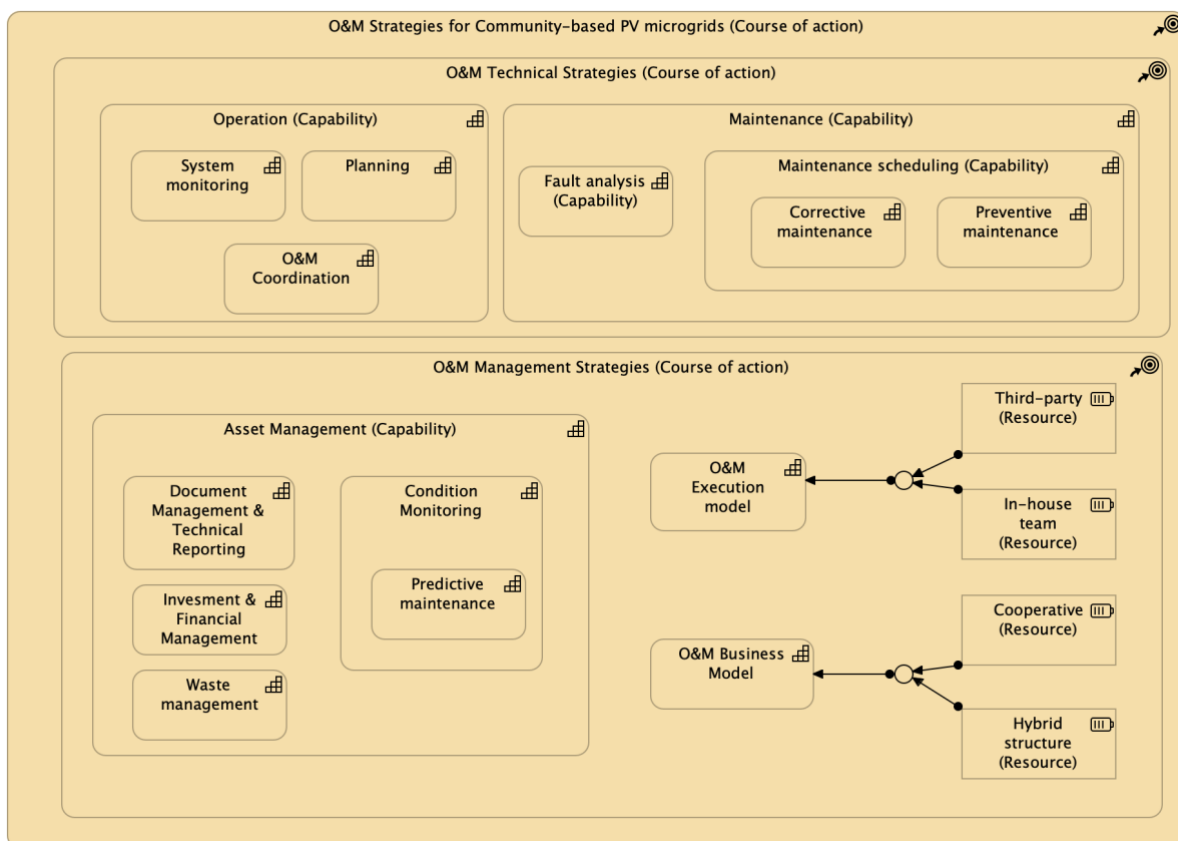 O&M Strategies for Community-based PV microgrids (Course of action)
O&M Technical Strategies (Course of action)
Operation (Capability)
System
monitoring
Planning
O&M
Coordination
Maintenance (Capability)
Fault analysis
(Capability)
Maintenance scheduling (Capability)
Corrective
maintenance
Preventive
maintenance
O&M Management Strategies (Course of action)
Asset Management (Capability)
Document
Management &
Technical
Reporting
Invesment &
Financial
Management
Waste
management
Condition
Monitoring
Predictive
maintenance
O&M
Execution
model
Third-party
(Resource)
In-house
team
(Resource)
O&M Business
Model
Cooperative
(Resource)
Hybrid
structure
(Resource)